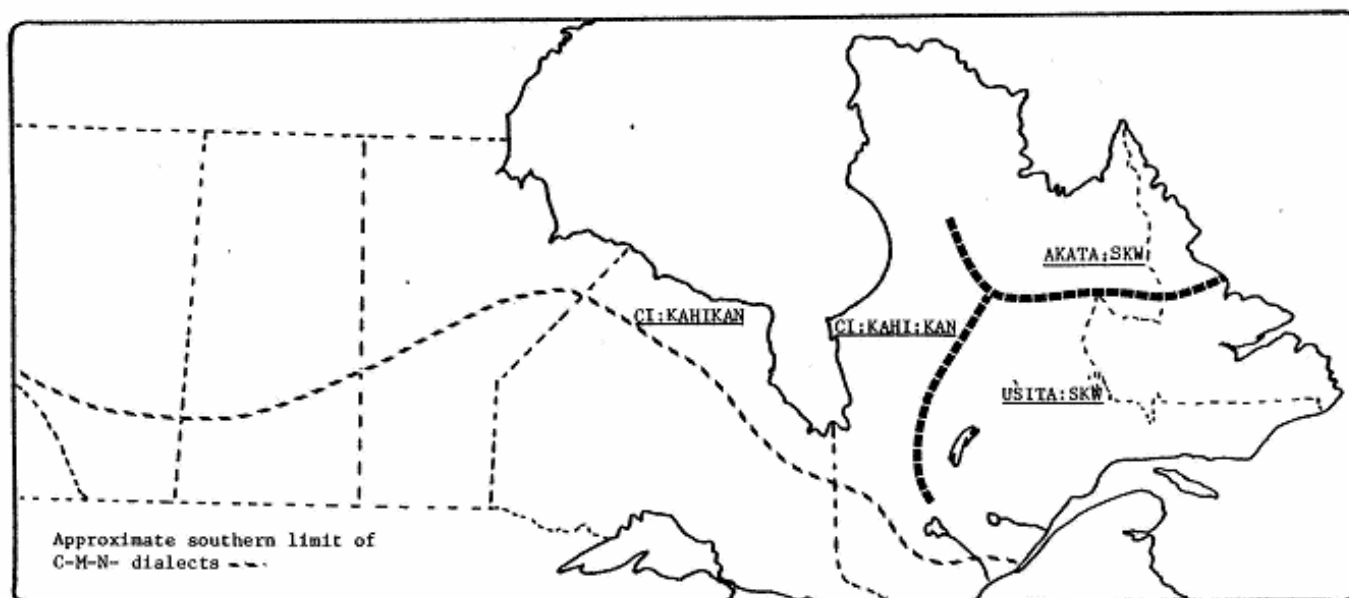 AKATA:SKW
CI:KAHIKAN
CI:KAHI:KAN
USITA:SKW
Approximate southern limit of
C-M-N- dialects ---.